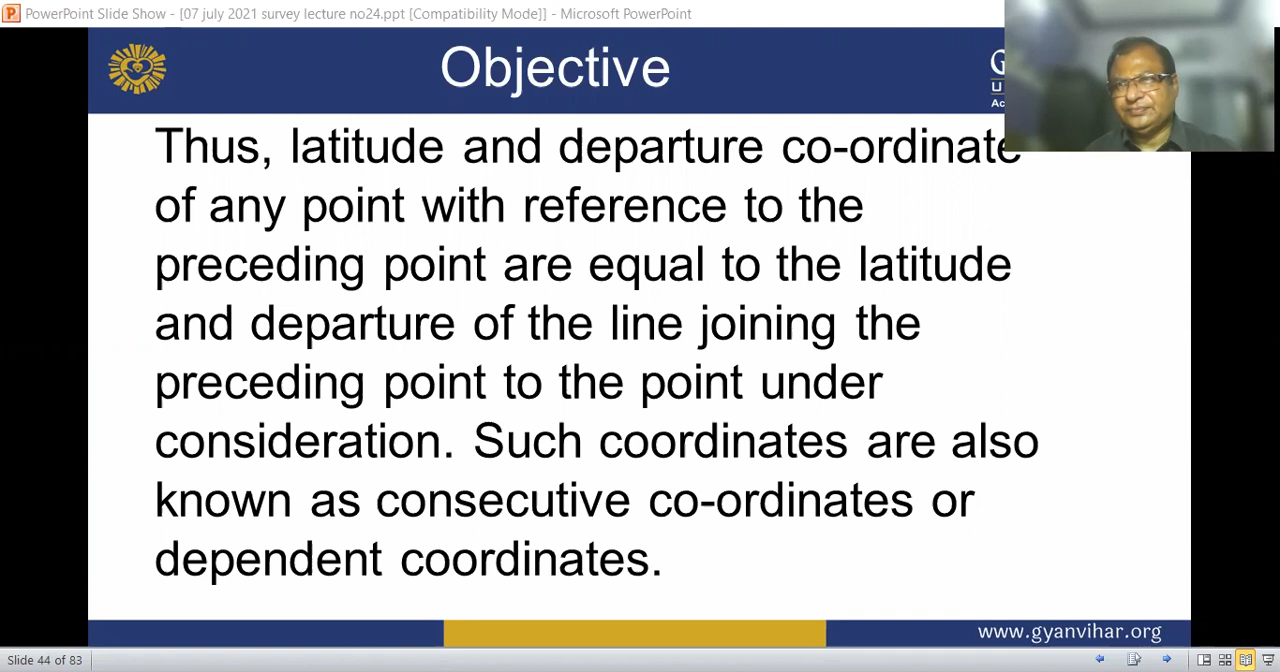 PowerPoint Slide Show - [07 july 2021 survey lecture no24.ppt [Compatibility Mode]] - Microsoft PowerPoint
Objective
Thus, latitude and departure co-ordinate
of any point with reference to the
preceding point are equal to the latitude
and departure of the line joining the
preceding point to the point under
consideration. Such coordinates are also
known as consecutive co-ordinates or
dependent coordinates.
www.gyanvihar.org
Slide 44 of 83